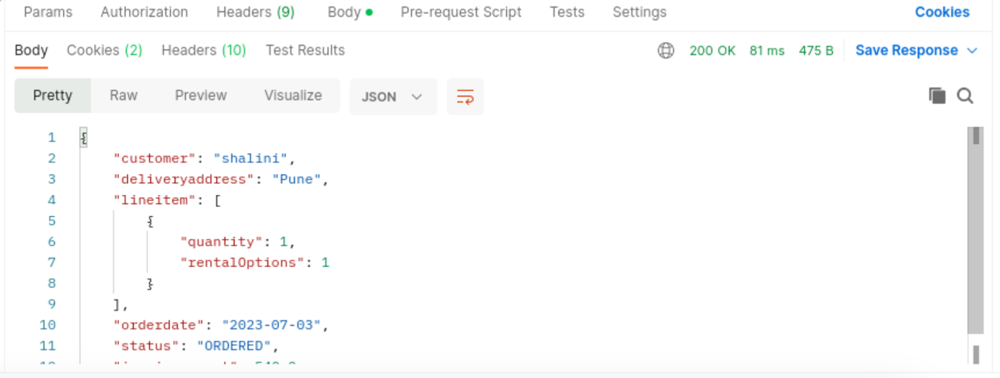 Params Authorization Headers (9) Body Pre-request Script Tests Settings Cookies
Body Cookies (2) Headers (10) Test Results 200 OK 81 ms 475 B Save Response
Pretty Raw Preview Visualize JSON
1 {
2 "customer": "shalini",
3 "deliveryaddress": "Pune",
4 "lineitem": [
5 {
6 "quantity": 1,
7 "rentalOptions": 1
8 }
9 ],
10 "orderdate": "2023-07-03",
11 "status": "ORDERED",